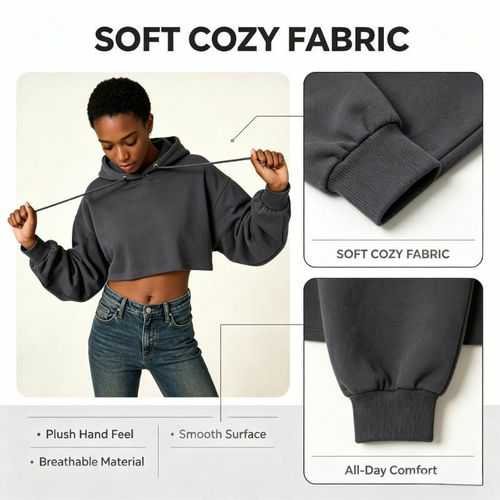 SOFT COZY FABRIC
SOFT COZY FABRIC
• Plush Hand Feel
• Smooth Surface
• Breathable Material
All-Day Comfort